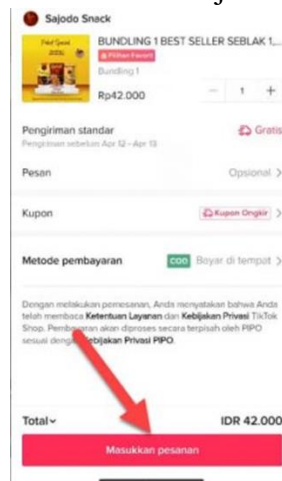 Sajodo Snack
BUNDLING 1 BEST SELLER SEBLAK 1,...
Pilihan Favorit
Bundling 1
Rp42.000
1 +
Pengiriman standar
Gratis
Pengiriman sebelum Apr 12 - Apr 13
Pesan
Opsional >
Kupon
Kupon Ongkir >
Metode pembayaran
COD Bayar di tempat >
Dengan melakukan pemesanan, Anda menyatakan bahwa Anda
telah membaca Ketentuan Layanan dan Kebijakan Privasi TikTok
Shop. Pembayaran akan diproses secara terpisah oleh PIPO
sesuai dengan Kebijakan Privasi PIPO.
Total
IDR 42.000
Masukkan pesanan